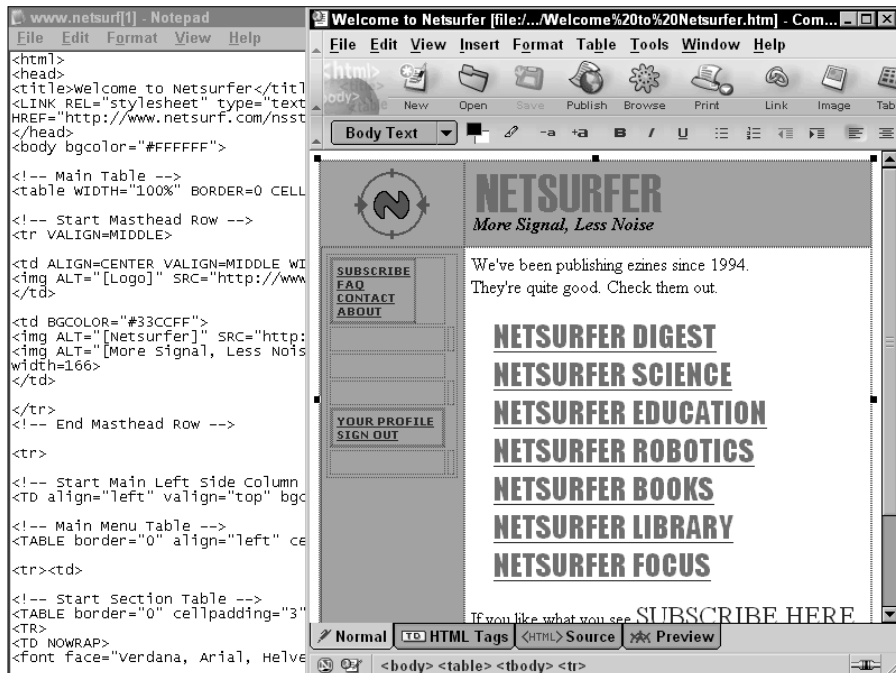 www.netsurf[1] - Notepad
File Edit Format View Help
<html>
<head>
<title>Welcome to Netsurfer</titl
<LINK REL="stylesheet" type="text
HREF="http://www.netsurf.com/nsst
</head>
<body bgcolor="#FFFFFF">
<!-- Main Table -->
<table WIDTH="100%" BORDER=0 CELL
<!-- Start Masthead Row -->
<tr VALIGN=MIDDLE>
<td ALIGN=CENTER VALIGN=MIDDLE WI
<img ALT="[Logo]" SRC="http://www
</td>
<td BGCOLOR="#33CCFF">
<img ALT="[Netsurfer]" SRC="http:
<img ALT="[More Signal, Less Nois
width=166>
</td>
</tr>
<!-- End Masthead Row -->
<tr>
<!-- Start Main Left Side Column
<TD align="left" valign="top" bgc
<!-- Main Menu Table -->
<TABLE border="0" align="left" ce
<tr><td>
<!-- Start Section Table -->
<TABLE border="0" cellpadding="3"
<TR>
<TD NOWRAP>
<font face="Verdana, Arial, Helve
Welcome to Netsurfer [file:/.../Welcome%20to%20Netsurfer.htm] - Com...
File Edit View Insert Format Table Tools Window Help
New Open Save Publish Browse Print Link Image Tab
Body Text -a +a B I U
N
NETSURFER
More Signal, Less Noise
SUBSCRIBE
FAQ
CONTACT
ABOUT
YOUR PROFILE
SIGN OUT
We've been publishing ezines since 1994.
They're quite good. Check them out.
NETSURFER DIGEST
NETSURFER SCIENCE
NETSURFER EDUCATION
NETSURFER ROBOTICS
NETSURFER BOOKS
NETSURFER LIBRARY
NETSURFER FOCUS
If you like what you see SUBSCRIBE HERE
Normal TD HTML Tags <HTML> Source Preview
<body> <table> <tbody> <tr>